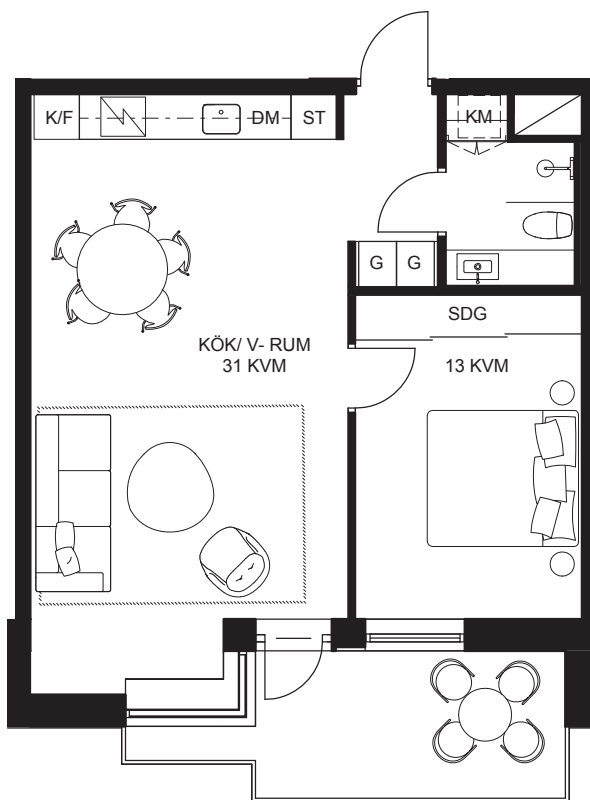 K/F DM ST KM
G G
SDG
KÖK/ V- RUM
31 KVM
13 KVM